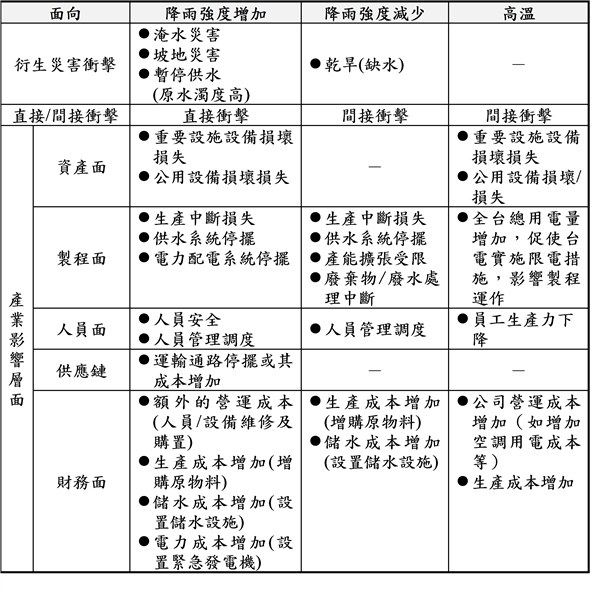 面向 降雨強度增加 降雨強度減少 高溫
衍生災害衝擊
●淹水災害
●坡地災害
●暫停供水
(原水濁度高)
●乾旱(缺水)
—
直接/間接衝擊 直接衝擊 間接衝擊 間接衝擊
產業影響層面
資產面
●重要設施設備損壞
損失
●公用設備損壞損失
—
●重要設施設備
損壞損失
●公用設備損壞/
損失
製程面
●生產中斷損失
●供水系統停擺
●電力配電系統停擺
●生產中斷損失
●供水系統停擺
●產能擴張受限
●廢棄物/廢水處
理中斷
●全台總用電量
增加，促使台
電實施限電措
施，影響製程
運作
人員面
●人員安全
●人員管理調度
●人員管理調度
●員工生產力下
降
供應鏈
●運輸通路停擺或其
成本增加
—
—
財務面
●額外的營運成本
(人員/設備維修及
購置)
●生產成本增加(增
購原物料)
●儲水成本增加(設
置儲水設施)
●電力成本增加(設
置緊急發電機)
●生產成本增加
(增購原物料)
●儲水成本增加
(設置儲水設施)
●公司營運成本
增加（如增加
空調用電成本
等）
●生產成本增加